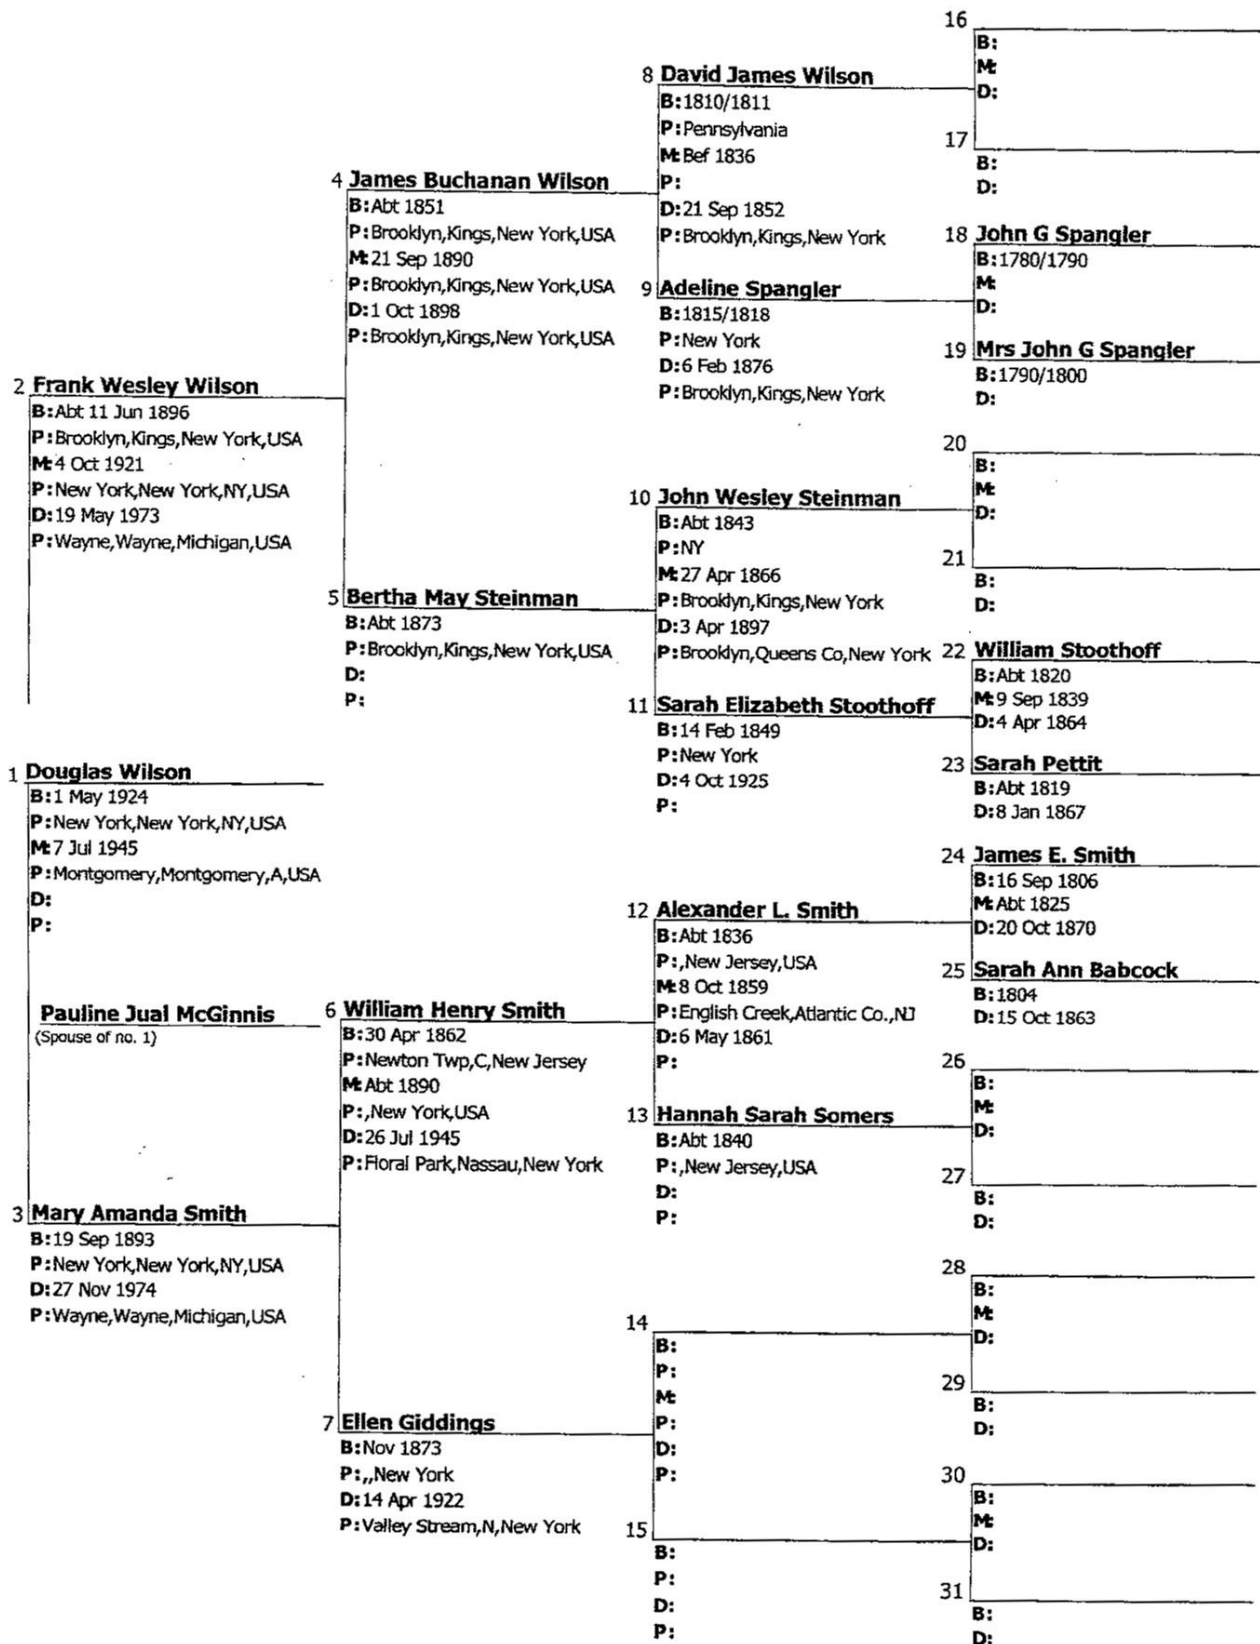 2 Frank Wesley Wilson
B:Abt 11 Jun 1896
P:Brooklyn,Kings,New York,USA
M:4 Oct 1921
P:New York,New York,NY,USA
D:19 May 1973
P:Wayne,Wayne,Michigan,USA
1 Douglas Wilson
B:1 May 1924
P:New York,New York,NY,USA
M:7 Jul 1945
P:Montgomery,Montgomery,A,USA
D:
P:
Pauline Jual McGinnis
(Spouse of no. 1)
3 Mary Amanda Smith
B:19 Sep 1893
P:New York,New York,NY,USA
D:27 Nov 1974
P:Wayne,Wayne,Michigan,USA
4 James Buchanan Wilson
B:Abt 1851
P:Brooklyn,Kings,New York,USA
M:21 Sep 1890
P:Brooklyn,Kings,New York,USA
D:1 Oct 1898
P:Brooklyn,Kings,New York,USA
5 Bertha May Steinman
B:Abt 1873
P:Brooklyn,Kings,New York,USA
D:
P:
6 William Henry Smith
B:30 Apr 1862
P:Newton Twp,C,New Jersey
M:Abt 1890
P:,New York,USA
D:26 Jul 1945
P:Floral Park,Nassau,New York
7 Ellen Giddings
B:Nov 1873
P:,,New York
D:14 Apr 1922
P:Valley Stream,N,New York
8 David James Wilson
B:1810/1811
P:Pennsylvania
M:Bef 1836
P:
D:21 Sep 1852
P:Brooklyn,Kings,New York
9 Adeline Spangler
B:1815/1818
P:New York
D:6 Feb 1876
P:Brooklyn,Kings,New York
10 John Wesley Steinman
B:Abt 1843
P:NY
M:27 Apr 1866
P:Brooklyn,Kings,New York
D:3 Apr 1897
P:Brooklyn,Queens Co,New York
11 Sarah Elizabeth Stoothoff
B:14 Feb 1849
P:New York
D:4 Oct 1925
P:
12 Alexander L. Smith
B:Abt 1836
P:,New Jersey,USA
M:8 Oct 1859
P:English Creek,Atlantic Co.,NJ
D:6 May 1861
P:
13 Hannah Sarah Somers
B:Abt 1840
P:,New Jersey,USA
D:
P:
14
B:
P:
M:
P:
D:
P:
15
B:
P:
D:
P:
16
B:
M:
D:
17
B:
D:
18 John G Spangler
B:1780/1790
M:
D:
19 Mrs John G Spangler
B:1790/1800
D:
20
B:
M:
D:
21
B:
D:
22 William Stoothoff
B:Abt 1820
M:9 Sep 1839
D:4 Apr 1864
23 Sarah Pettit
B:Abt 1819
D:8 Jan 1867
24 James E. Smith
B:16 Sep 1806
M:Abt 1825
D:20 Oct 1870
25 Sarah Ann Babcock
B:1804
D:15 Oct 1863
26
B:
M:
D:
27
B:
D:
28
B:
M:
D:
29
B:
D:
30
B:
M:
D:
31
B:
D: